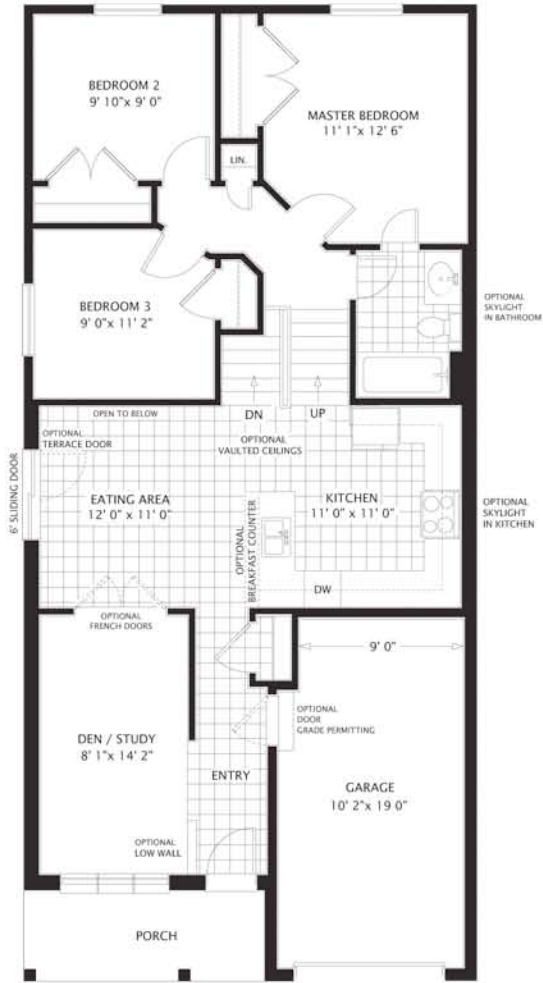 BEDROOM 2
9' 10"x 9' 0"
MASTER BEDROOM
11' 1"x 12' 6"
LIN.
BEDROOM 3
9' 0"x 11' 2"
OPTIONAL
SKYLIGHT
IN BATHROOM
OPEN TO BELOW
DN
UP
OPTIONAL
TERRACE DOOR
OPTIONAL
VAULTED CEILINGS
6' SLIDING DOOR
EATING AREA
12' 0"x 11' 0"
KITCHEN
11' 0"x 11' 0"
OPTIONAL
SKYLIGHT
IN KITCHEN
OPTIONAL
BREAKFAST COUNTER
DW
OPTIONAL
FRENCH DOORS
9' 0"
OPTIONAL
DOOR
GRADE PERMITTING
DEN / STUDY
8' 1"x 14' 2"
ENTRY
GARAGE
10' 2"x 19 0"
OPTIONAL
LOW WALL
PORCH